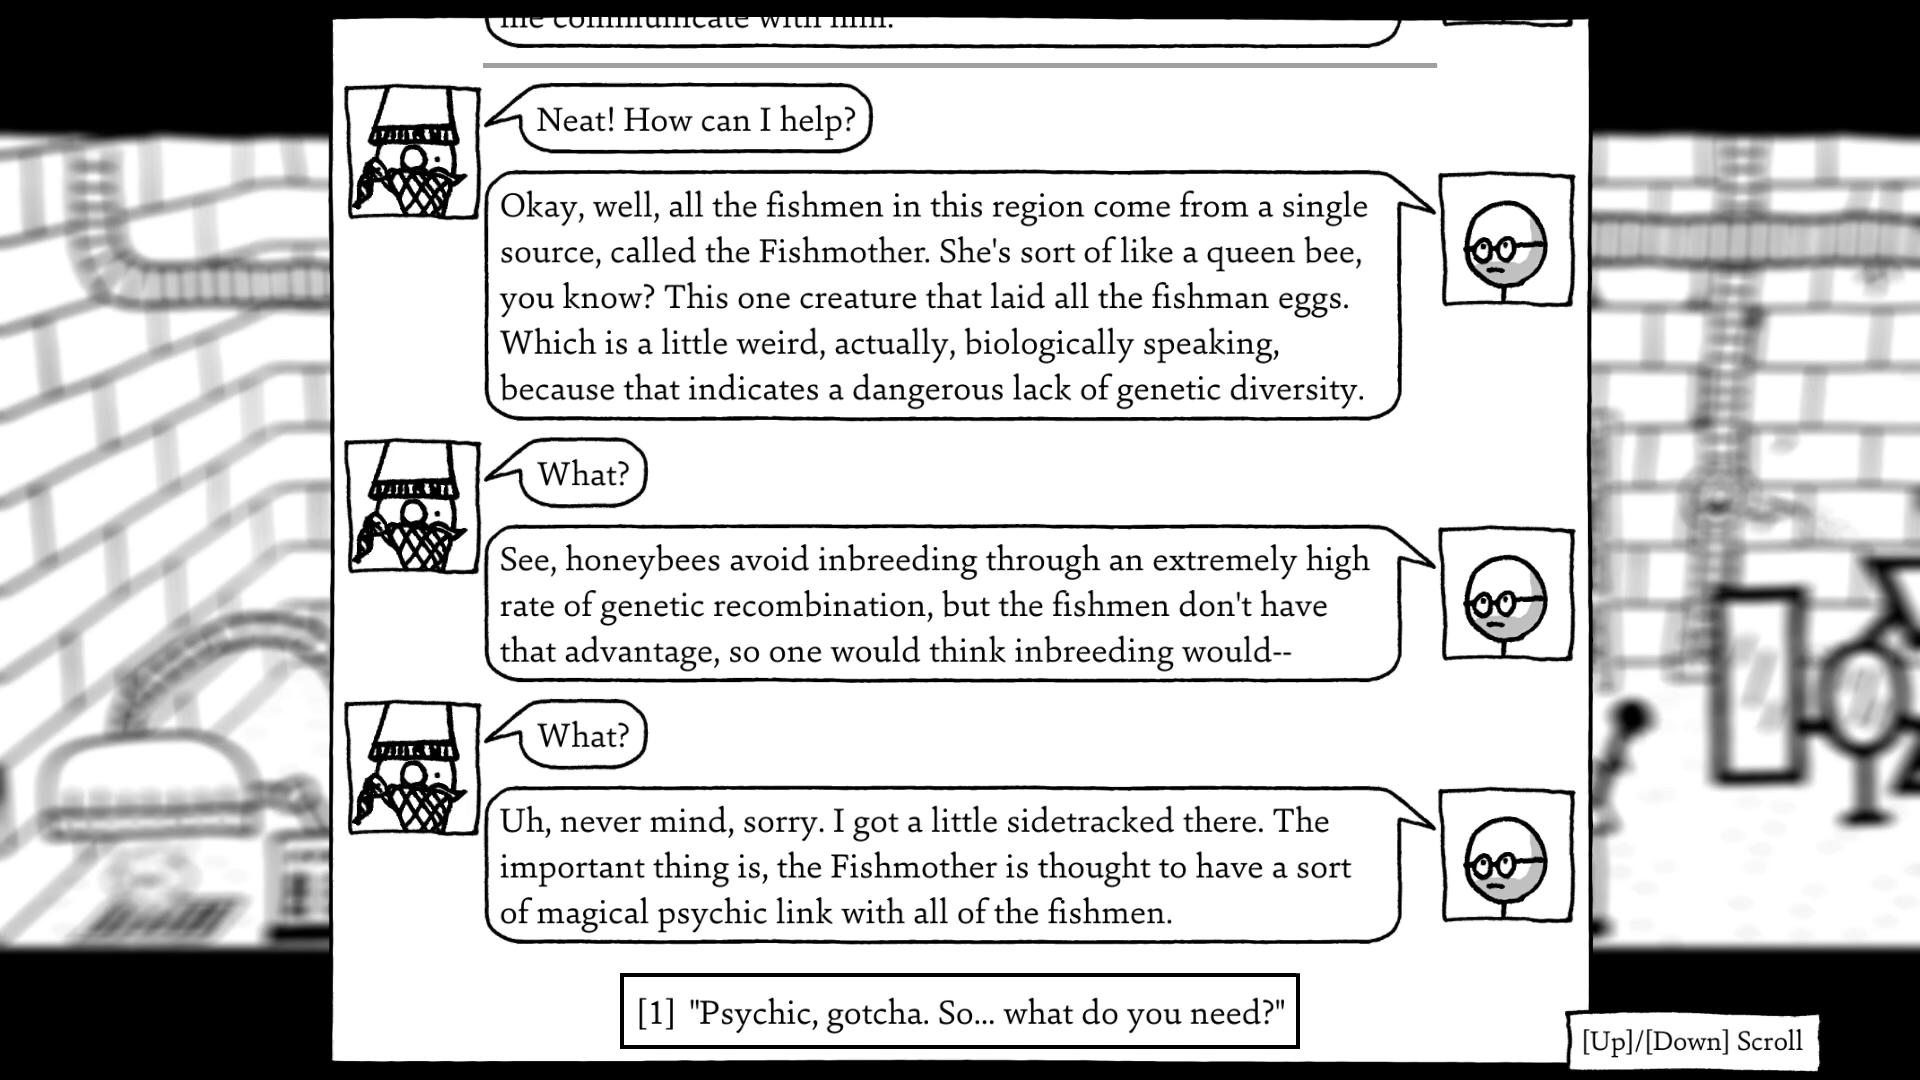 me communicate with him.
Neat! How can I help?
Okay, well, all the fishmen in this region come from a single
source, called the Fishmother. She's sort of like a queen bee,
you know? This one creature that laid all the fishman eggs.
Which is a little weird, actually, biologically speaking,
because that indicates a dangerous lack of genetic diversity.
What?
See, honeybees avoid inbreeding through an extremely high
rate of genetic recombination, but the fishmen don't have
that advantage, so one would think inbreeding would--
What?
Uh, never mind, sorry. I got a little sidetracked there. The
important thing is, the Fishmother is thought to have a sort
of magical psychic link with all of the fishmen.
[1] "Psychic, gotcha. So... what do you need?"
[Up]/[Down] Scroll